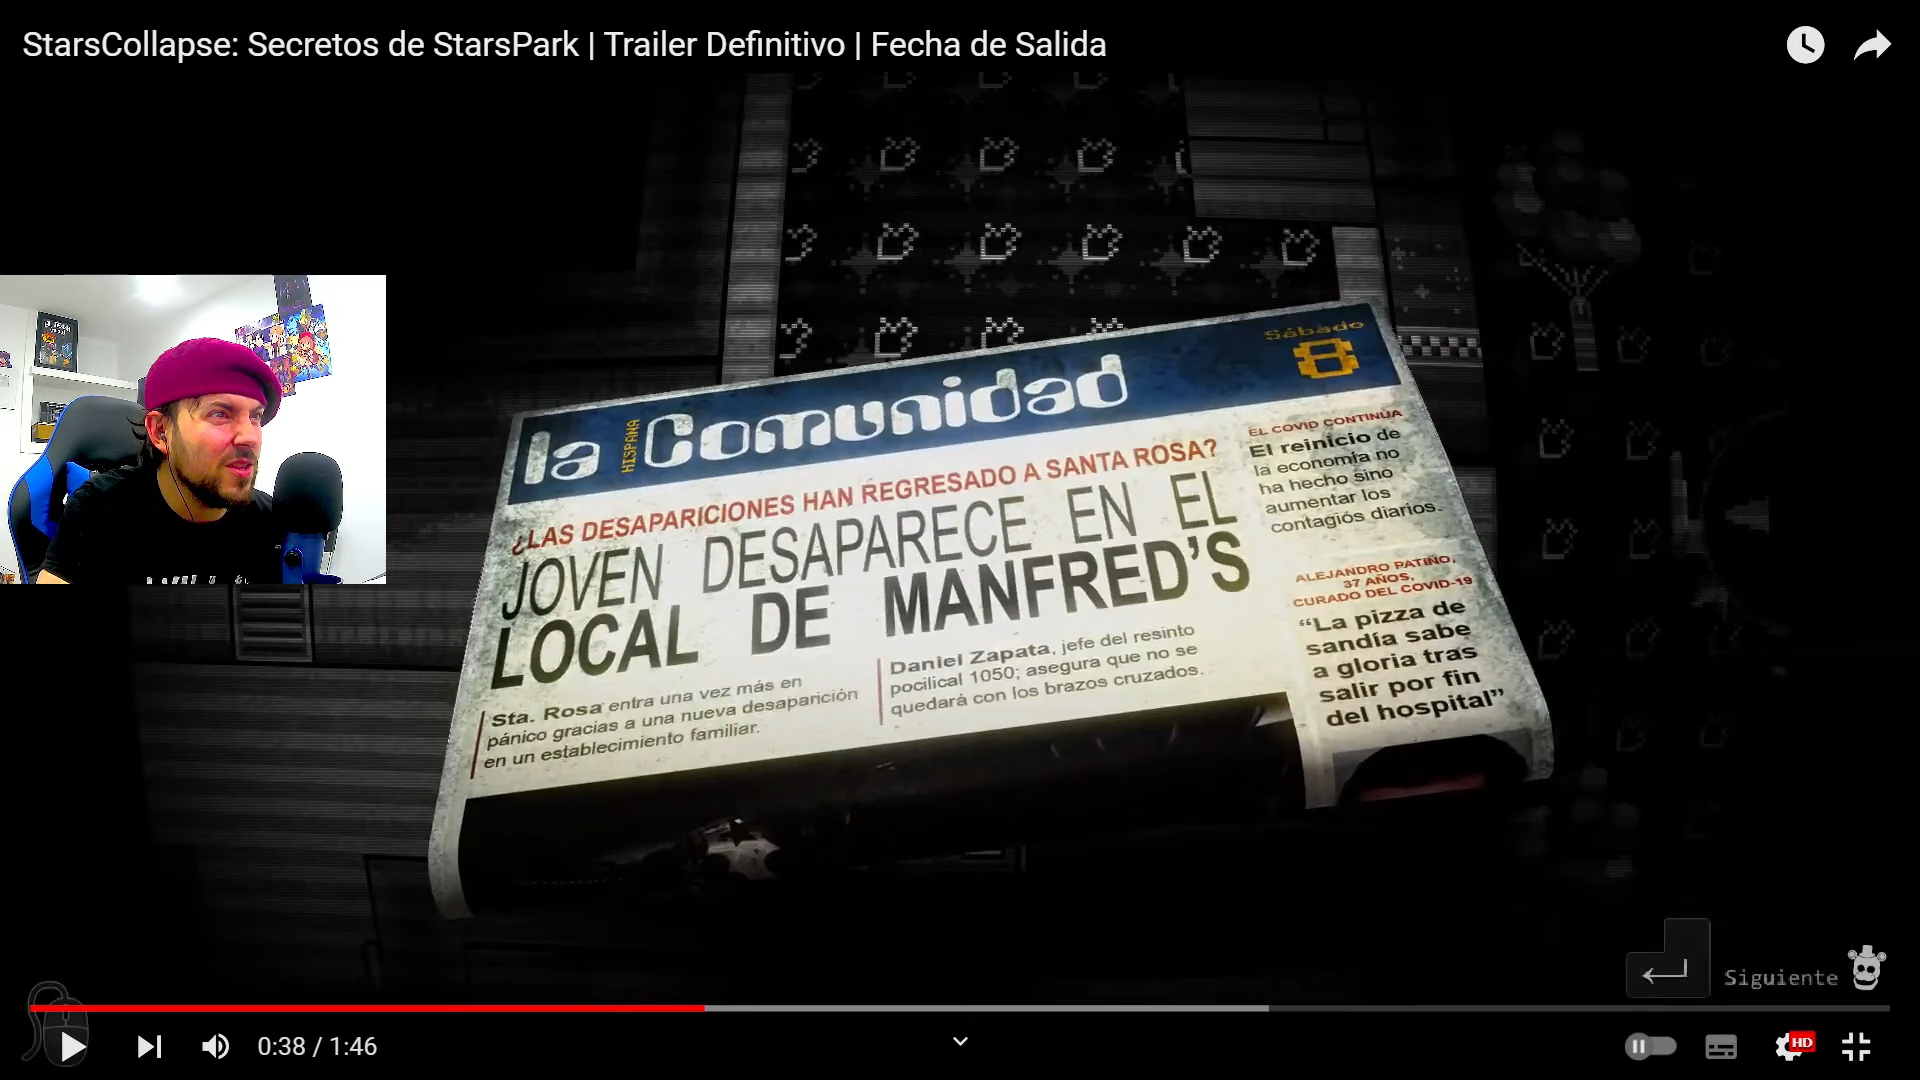 StarsCollapse: Secretos de StarsPark | Trailer Definitivo | Fecha de Salida
la HISPANA Comunidad
Sábado
8
¿LAS DESAPARICIONES HAN REGRESADO A SANTA ROSA?
JOVEN DESAPARECE EN EL
LOCAL DE MANFRED'S
Sta. Rosa entra una vez más en
pánico gracias a una nueva desaparición
en un establecimiento familiar.
Daniel Zapata, jefe del resinto
pocilical 1050; asegura que no se
quedará con los brazos cruzados.
EL COVID CONTINÚA
El reinicio de
la economía no
ha hecho sino
aumentar los
contagiós diarios.
ALEJANDRO PATIÑO,
37 AÑOS,
CURADO DEL COVID-19
“La pizza de
sandía sabe
a gloria tras
salir por fin
del hospital”
Siguiente
0:38 / 1:46
HD